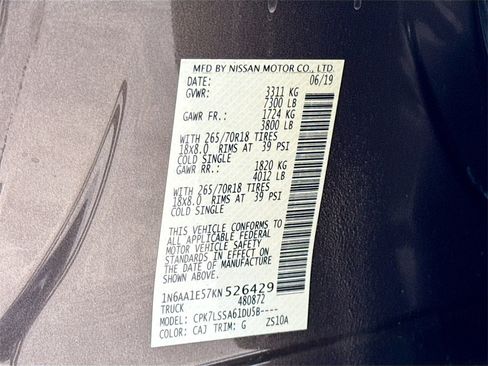 MFD BY NISSAN MOTOR CO., LTD.
DATE: 06/19
GVWR: 3311 KG
7300 LB
GAWR FR.: 1724 KG
3800 LB
WITH 265/70R18 TIRES
18X8.0 RIMS AT 39 PSI
COLD SINGLE
GAWR RR.: 1820 KG
4012 LB
WITH 265/70R18 TIRES
18X8.0 RIMS AT 39 PSI
COLD SINGLE
THIS VEHICLE CONFORMS TO
ALL APPLICABLE FEDERAL
MOTOR VEHICLE SAFETY
STANDARDS IN EFFECT ON
THE DATE OF MANUFACTURE
SHOWN ABOVE.
1N6AA1E57KN526429
TRUCK 480872
MODEL: CPK7LSSA61DU5B----
COLOR: CAJ TRIM: G ZS10A